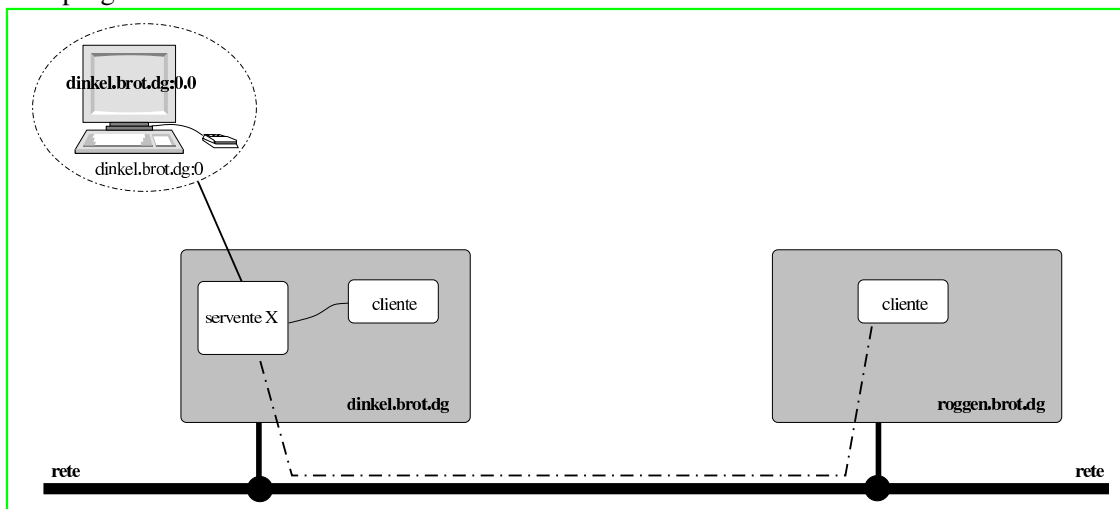 dinkel.brot.dg:0.0
dinkel.brot.dg:0
servente X
cliente
cliente
dinkel.brot.dg
roggen.brot.dg
rete
rete